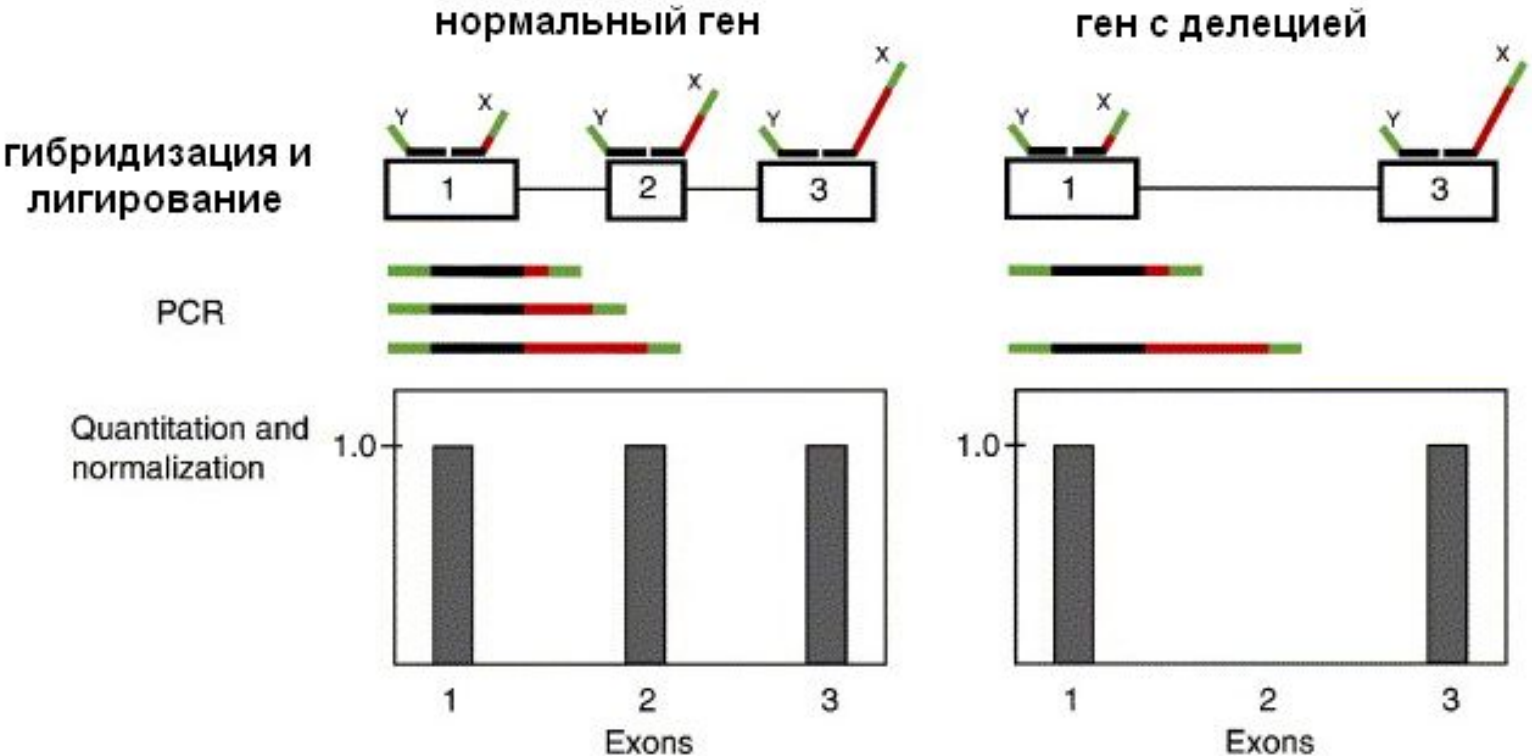 нормальный ген
ген с делецией
Y X Y X Y X
Y X Y X
гибридизация и
лигирование
1 2 3
1 3
PCR
Quantitation and
normalization
1.0
1.0
1 2 3
Exons
1 2 3
Exons